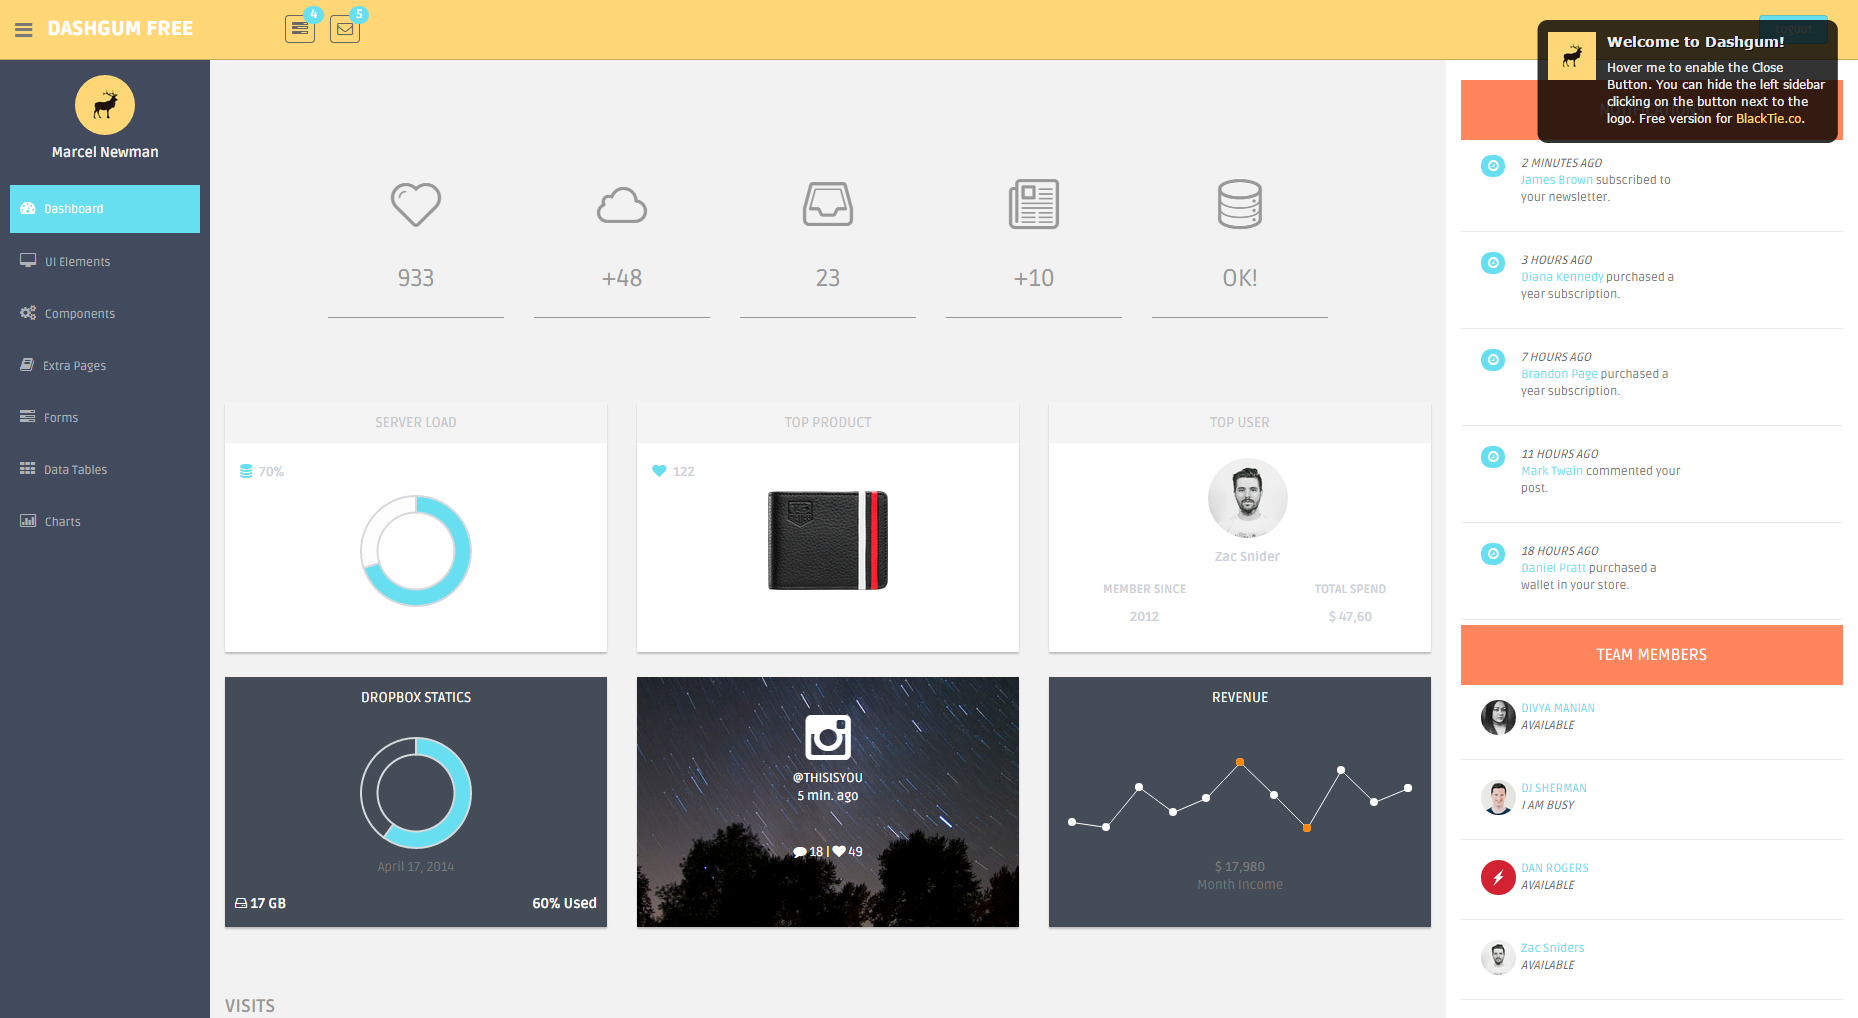 DASHGUM FREE
4
5
Logout
Welcome to Dashgum!
Hover me to enable the Close
Button. You can hide the left sidebar
clicking on the button next to the
logo. Free version for BlackTie.co.
Marcel Newman
Dashboard
UI Elements
Components
Extra Pages
Forms
Data Tables
Charts
933
+48
23
+10
OK!
SERVER LOAD
70%
TOP PRODUCT
122
TOP USER
Zac Snider
MEMBER SINCE
TOTAL SPEND
2012
$ 47,60
DROPBOX STATICS
April 17, 2014
17 GB
60% Used
@THISISYOU
5 min. ago
18 | 49
REVENUE
$ 17,980
Month Income
VISITS
NOTIFICATIONS
2 MINUTES AGO
James Brown subscribed to
your newsletter.
3 HOURS AGO
Diana Kennedy purchased a
year subscription.
7 HOURS AGO
Brandon Page purchased a
year subscription.
11 HOURS AGO
Mark Twain commented your
post.
18 HOURS AGO
Daniel Pratt purchased a
wallet in your store.
TEAM MEMBERS
DIVYA MANIAN
AVAILABLE
DJ SHERMAN
I AM BUSY
DAN ROGERS
AVAILABLE
Zac Sniders
AVAILABLE